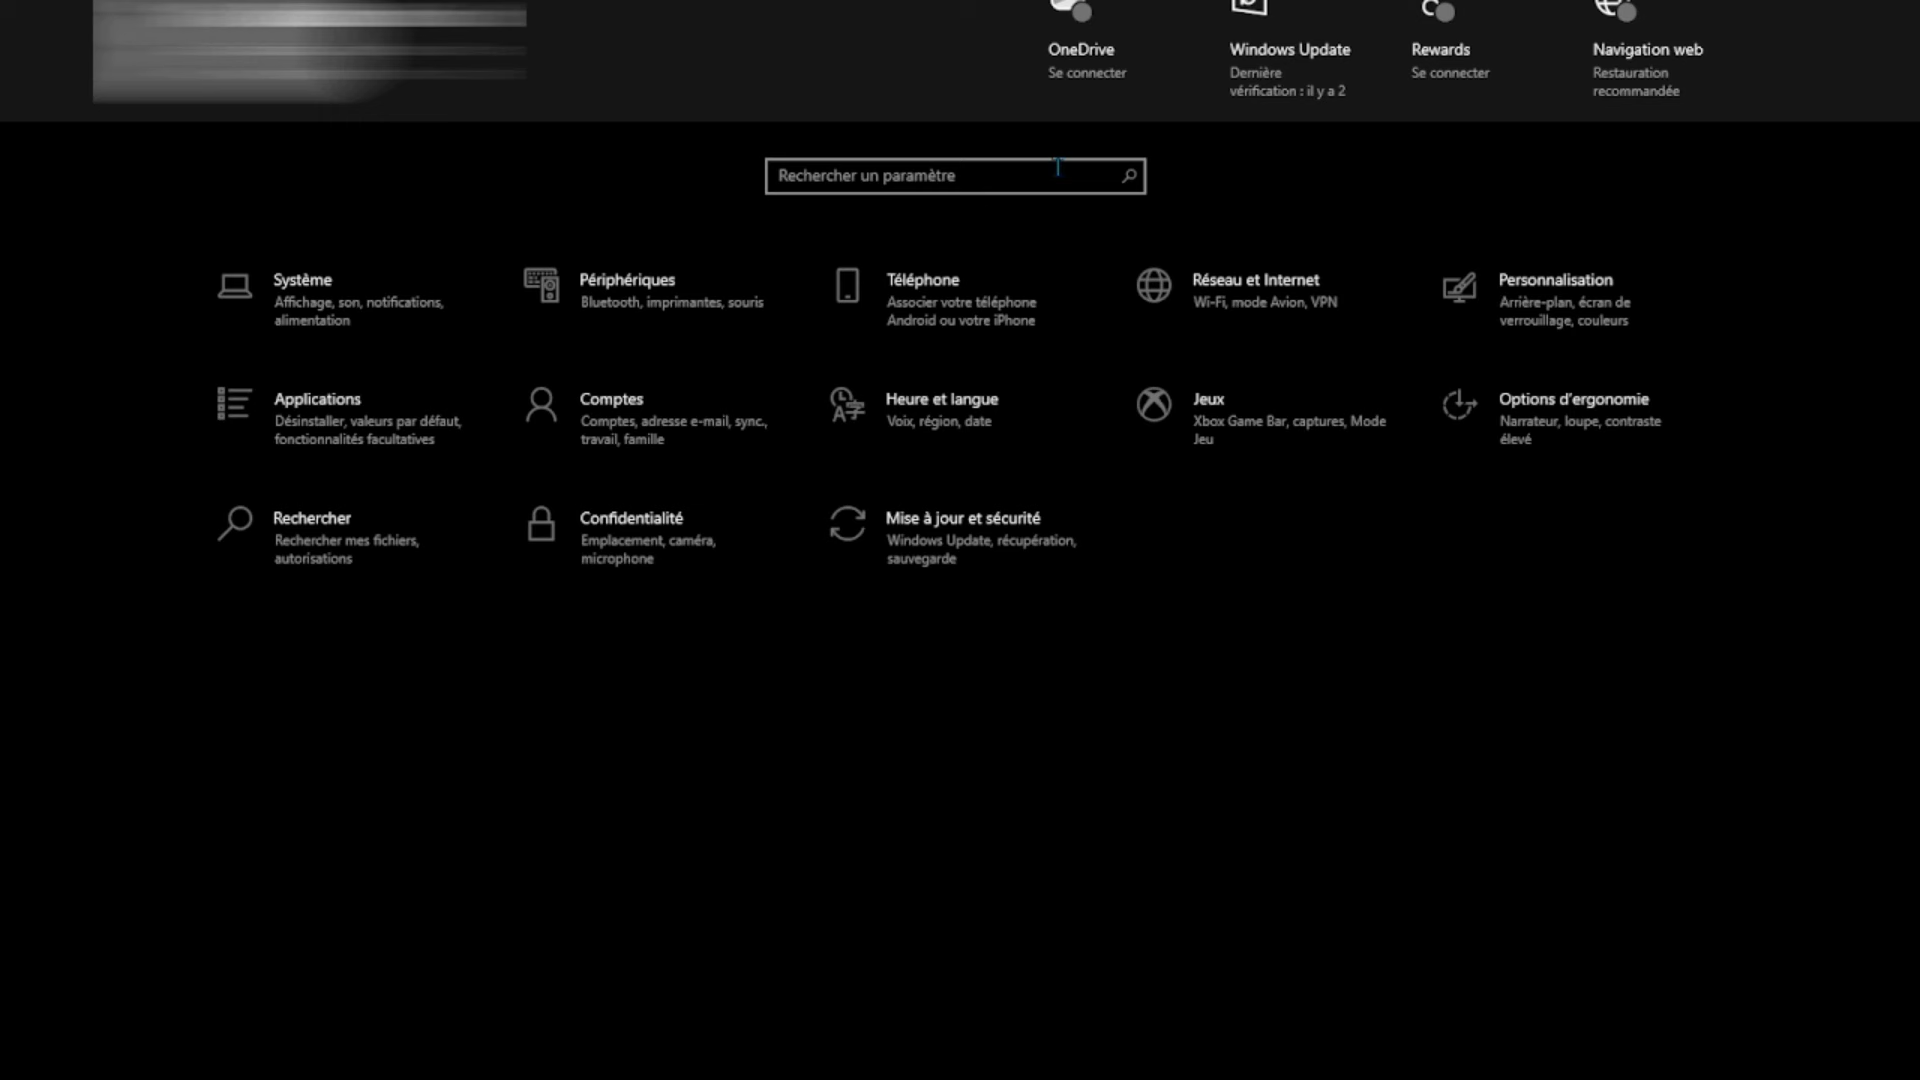 OneDrive
Se connecter
Windows Update
Dernière
vérification : il y a 2
Rewards
Se connecter
Navigation web
Restauration
recommandée
Rechercher un paramètre
Système
Affichage, son, notifications,
alimentation
Périphériques
Bluetooth, imprimantes, souris
Téléphone
Associer votre téléphone
Android ou votre iPhone
Réseau et Internet
Wi-Fi, mode Avion, VPN
Personnalisation
Arrière-plan, écran de
verrouillage, couleurs
Applications
Désinstaller, valeurs par défaut,
fonctionnalités facultatives
Comptes
Comptes, adresse e-mail, sync.,
travail, famille
Heure et langue
Voix, région, date
Jeux
Xbox Game Bar, captures, Mode
Jeu
Options d'ergonomie
Narrateur, loupe, contraste
élevé
Rechercher
Rechercher mes fichiers,
autorisations
Confidentialité
Emplacement, caméra,
microphone
Mise à jour et sécurité
Windows Update, récupération,
sauvegarde